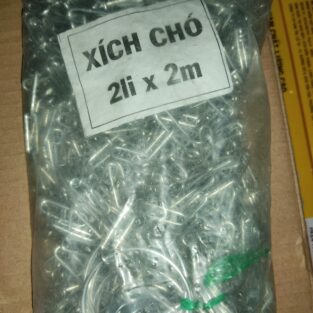 XÍCH CHÓ
2li x 2m